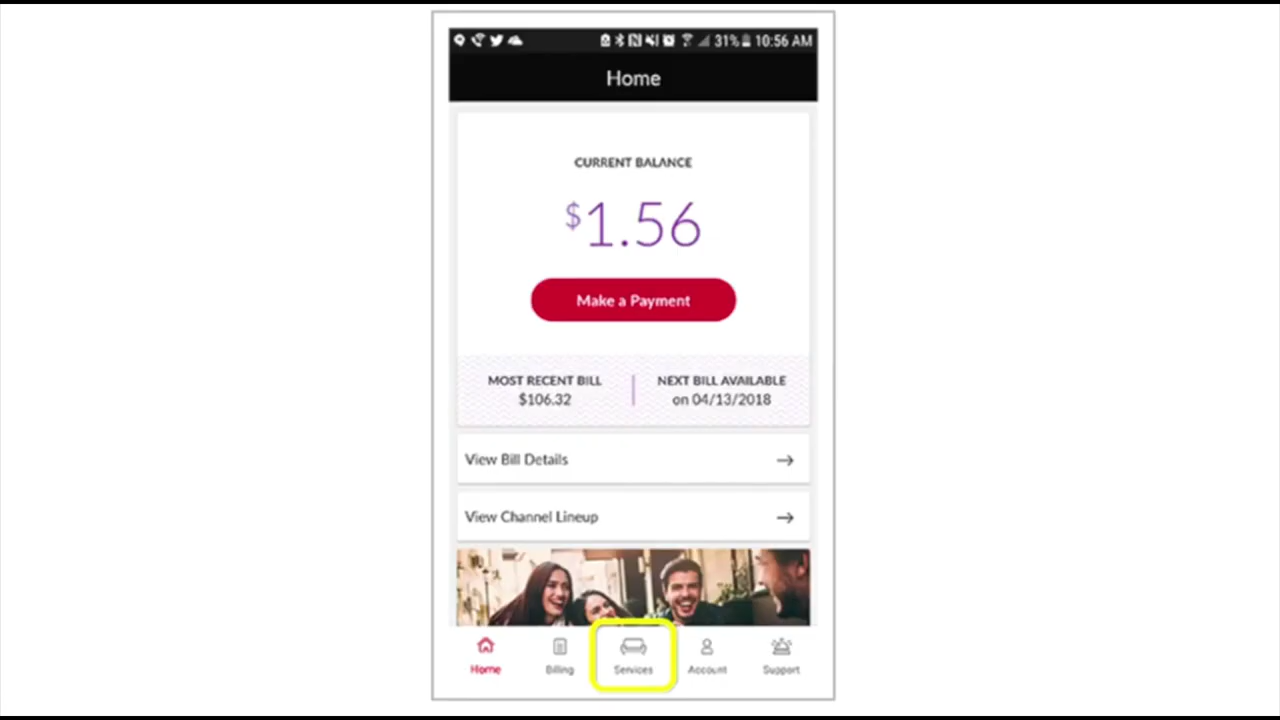 31% 10:56 AM
Home
CURRENT BALANCE
$1.56
Make a Payment
MOST RECENT BILL
$106.32
NEXT BILL AVAILABLE
on 04/13/2018
View Bill Details
View Channel Lineup
Home Billing Services Account Support